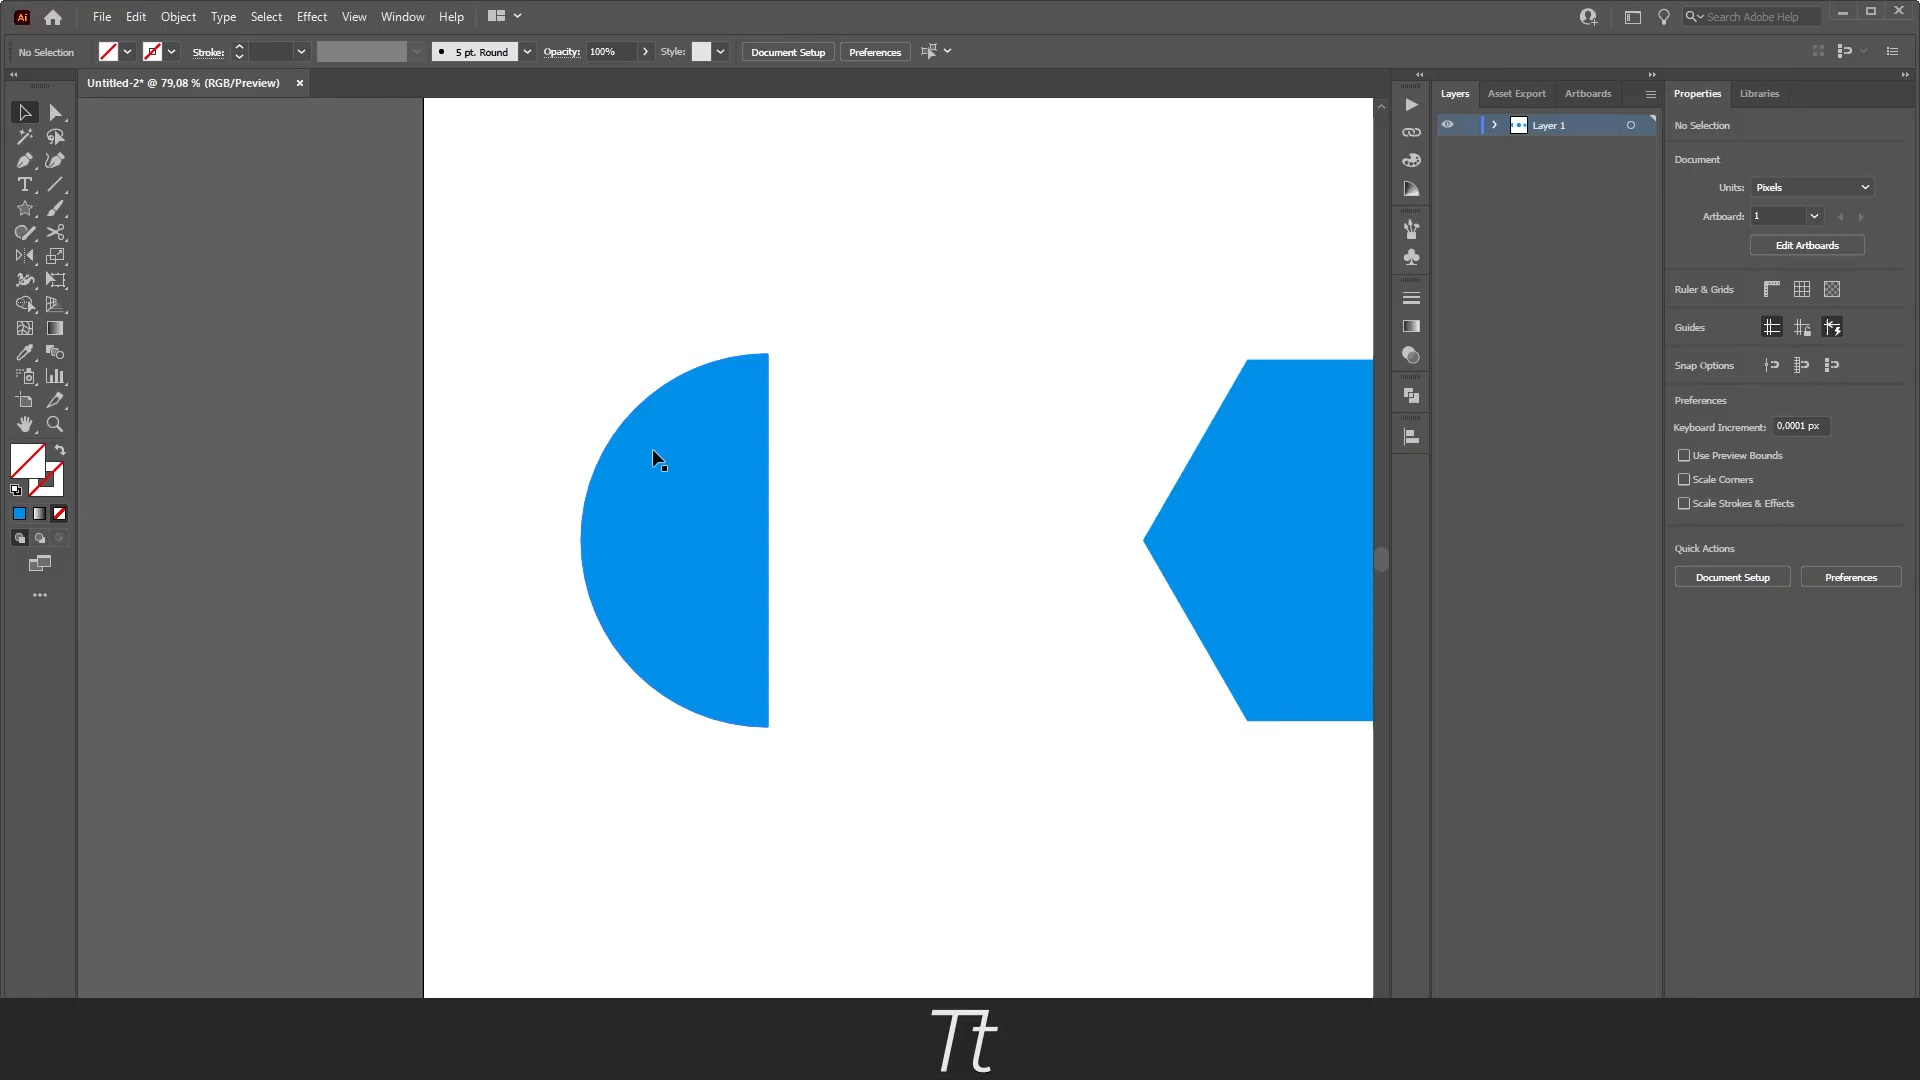 Ai File Edit Object Type Select Effect View Window Help Search Adobe Help
No Selection Stroke: 5 pt. Round Opacity: 100% Style: Document Setup Preferences
Untitled-2* @ 79,08 % (RGB/Preview)
Layers Asset Export Artboards
Layer 1
Properties Libraries
No Selection
Document
Units: Pixels
Artboard: 1
Edit Artboards
Ruler & Grids
Guides
Snap Options
Preferences
Keyboard Increment: 0,0001 px
Use Preview Bounds
Scale Corners
Scale Strokes & Effects
Quick Actions
Document Setup Preferences
Tt